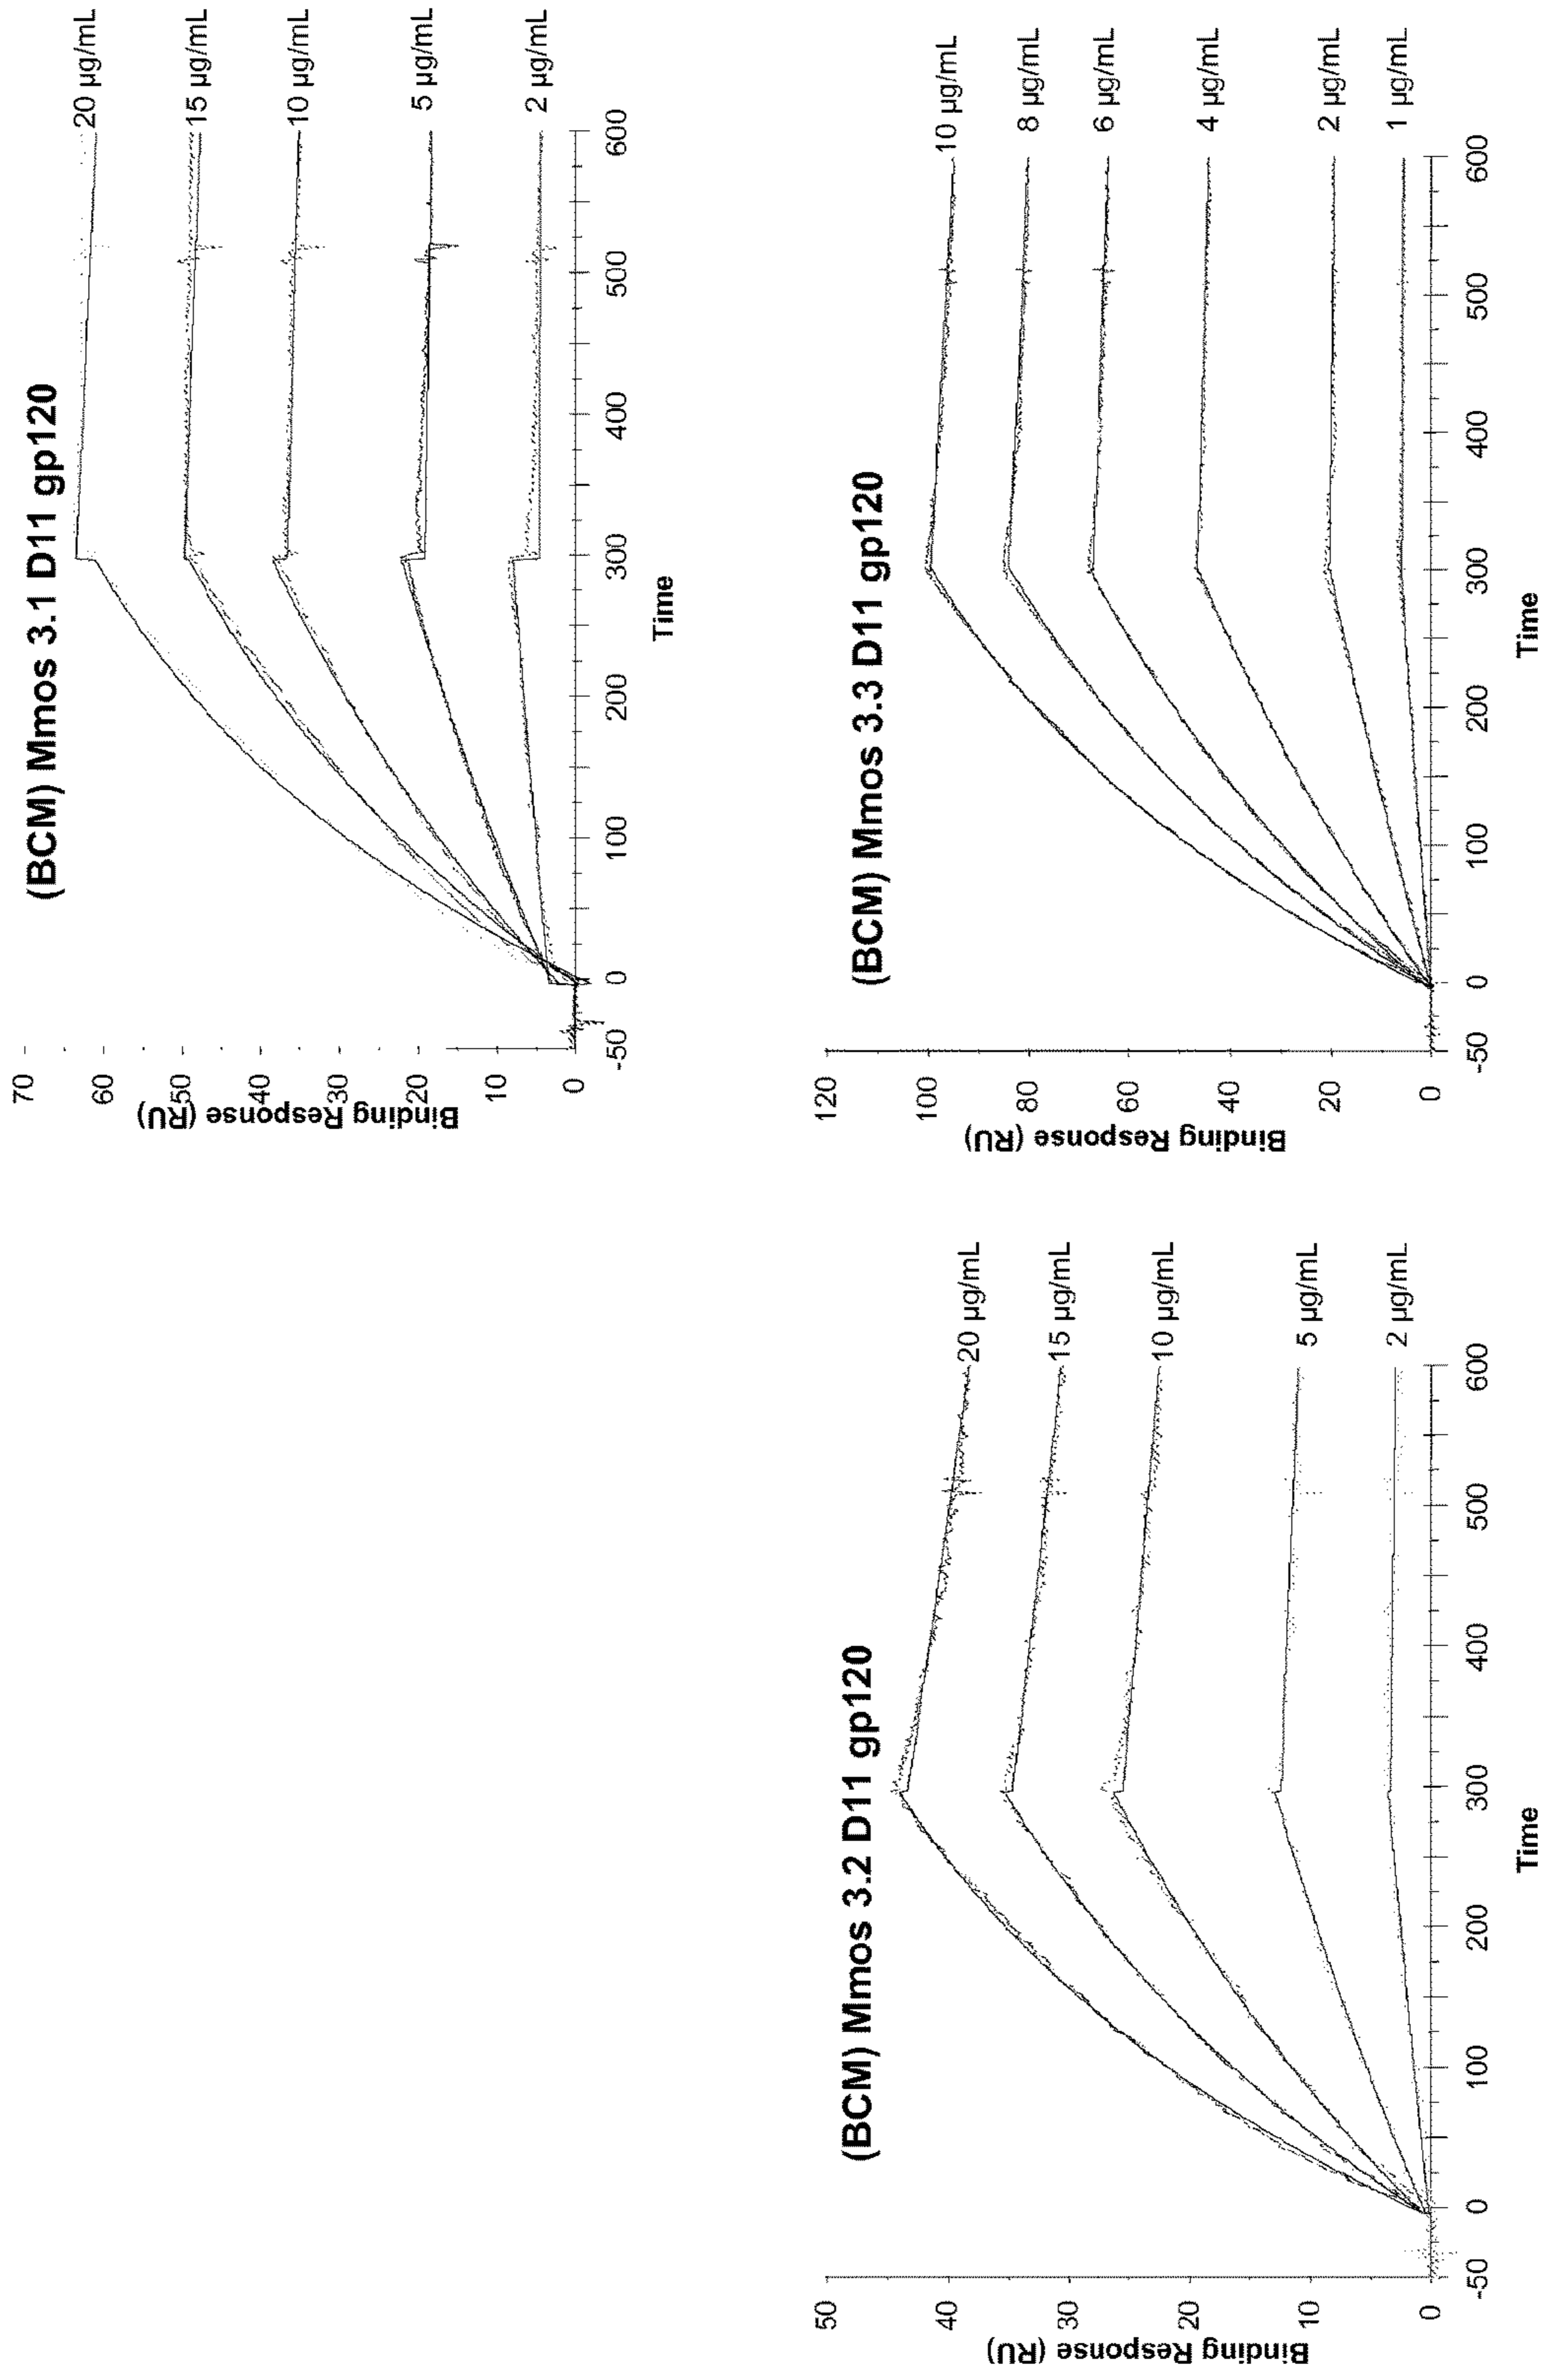 (BCM) Mmos 3.1 D11 gp120
Binding Response (RU)
70
60
50
40
30
20
10
0
20 µg/mL
15 µg/mL
10 µg/mL
5 µg/mL
2 µg/mL
-50 0 100 200 300 400 500 600
Time
(BCM) Mmos 3.2 D11 gp120
Binding Response (RU)
50
40
30
20
10
0
20 µg/mL
15 µg/mL
10 µg/mL
5 µg/mL
2 µg/mL
-50 0 100 200 300 400 500 600
Time
(BCM) Mmos 3.3 D11 gp120
Binding Response (RU)
120
100
80
60
40
20
0
10 µg/mL
8 µg/mL
6 µg/mL
4 µg/mL
2 µg/mL
1 µg/mL
-50 0 100 200 300 400 500 600
Time